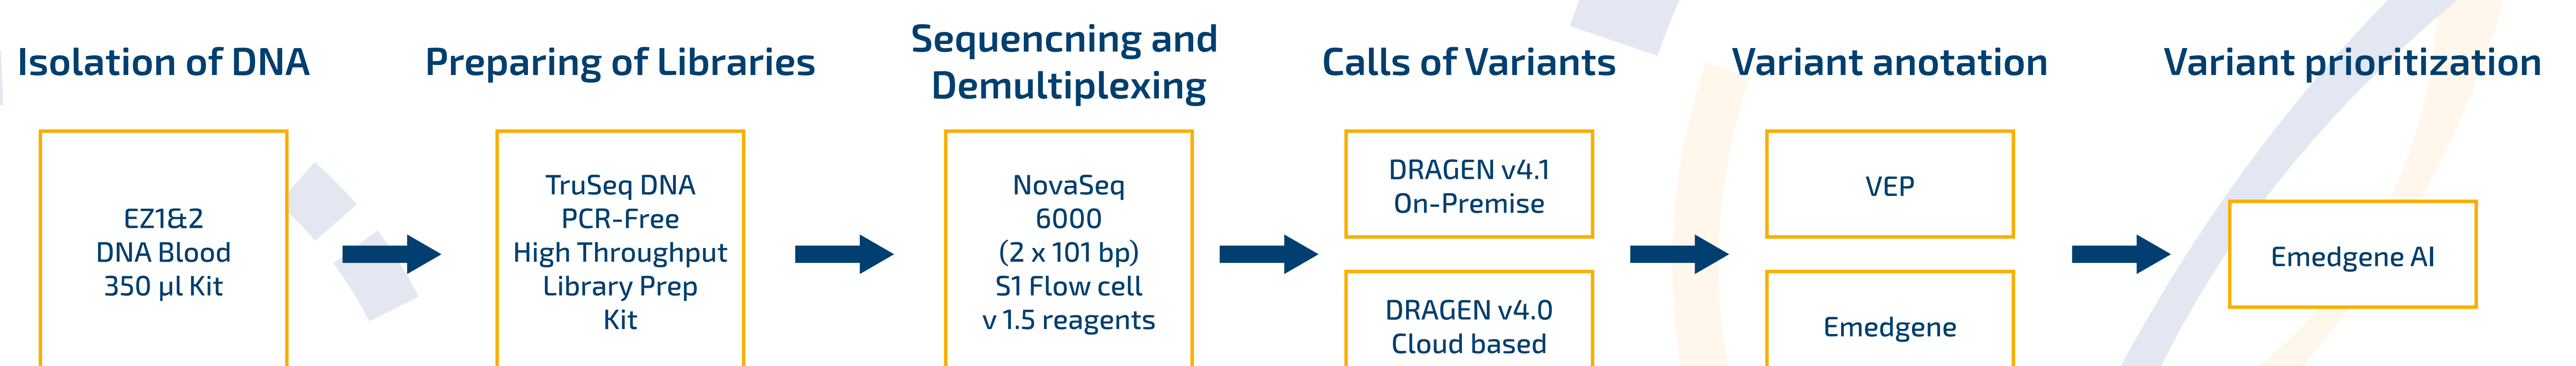 Isolation of DNA
Preparing of Libraries
Sequencning and
Demultiplexing
Calls of Variants
Variant anotation
Variant prioritization
EZ1&2
DNA Blood
350 µl Kit
TruSeq DNA
PCR-Free
High Throughput
Library Prep
Kit
NovaSeq
6000
(2 x 101 bp)
S1 Flow cell
v 1.5 reagents
DRAGEN v4.1
On-Premise
DRAGEN v4.0
Cloud based
VEP
Emedgene
Emedgene AI